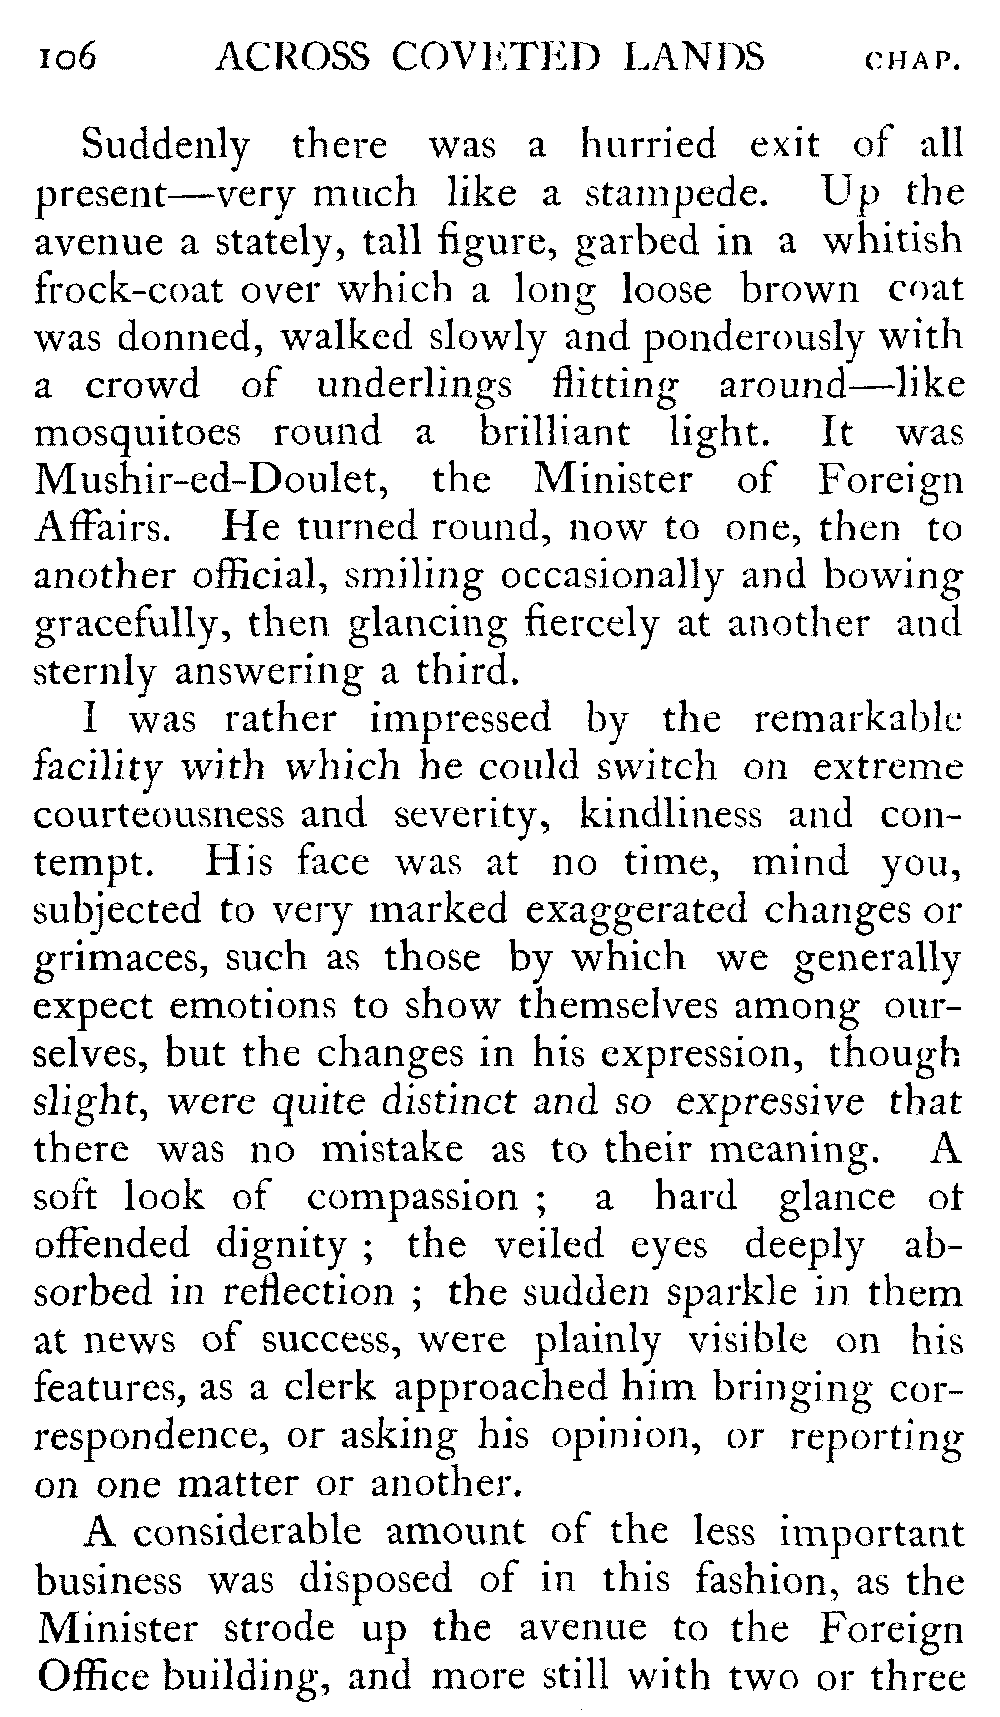 106 ACROSS COVETED LANDS CHAP.
Suddenly there was a hurried exit of all
present—very much like a stampede. Up the
avenue a stately, tall figure, garbed in a whitish
frock-coat over which a long loose brown coat
was donned, walked slowly and ponderously with
a crowd of underlings flitting around—like
mosquitoes round a brilliant light. It was
Mushir-ed-Doulet, the Minister of Foreign
Affairs. He turned round, now to one, then to
another official, smiling occasionally and bowing
gracefully, then glancing fiercely at another and
sternly answering a third.
I was rather impressed by the remarkable
facility with which he could switch on extreme
courteousness and severity, kindliness and con-
tempt. His face was at no time, mind you,
subjected to very marked exaggerated changes or
grimaces, such as those by which we generally
expect emotions to show themselves among our-
selves, but the changes in his expression, though
slight, were quite distinct and so expressive that
there was no mistake as to their meaning. A
soft look of compassion ; a hard glance of
offended dignity ; the veiled eyes deeply ab-
sorbed in reflection ; the sudden sparkle in them
at news of success, were plainly visible on his
features, as a clerk approached him bringing cor-
respondence, or asking his opinion, or reporting
on one matter or another.
A considerable amount of the less important
business was disposed of in this fashion, as the
Minister strode up the avenue to the Foreign
Office building, and more still with two or three